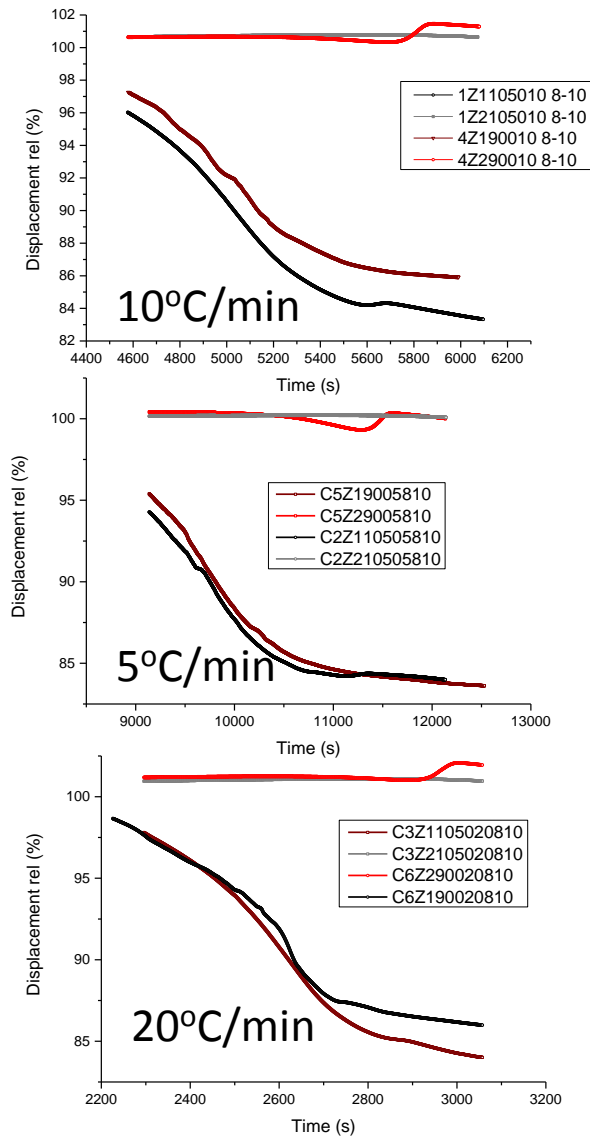 102
100
98
96
94
92
90
88
86
84
82
Displacement rel (%)
1Z1105010 8-10
1Z2105010 8-10
4Z190010 8-10
4Z290010 8-10
10°C/min
4400 4600 4800 5000 5200 5400 5600 5800 6000 6200
Time (s)
100
95
90
85
Displacement rel (%)
C5Z19005810
C5Z29005810
C2Z110505810
C2Z210505810
5°C/min
9000 10000 11000 12000 13000
Time (s)
100
95
90
85
Displacement rel (%)
C3Z1105020810
C3Z2105020810
C6Z290020810
C6Z190020810
20°C/min
2200 2400 2600 2800 3000 3200
Time (s)